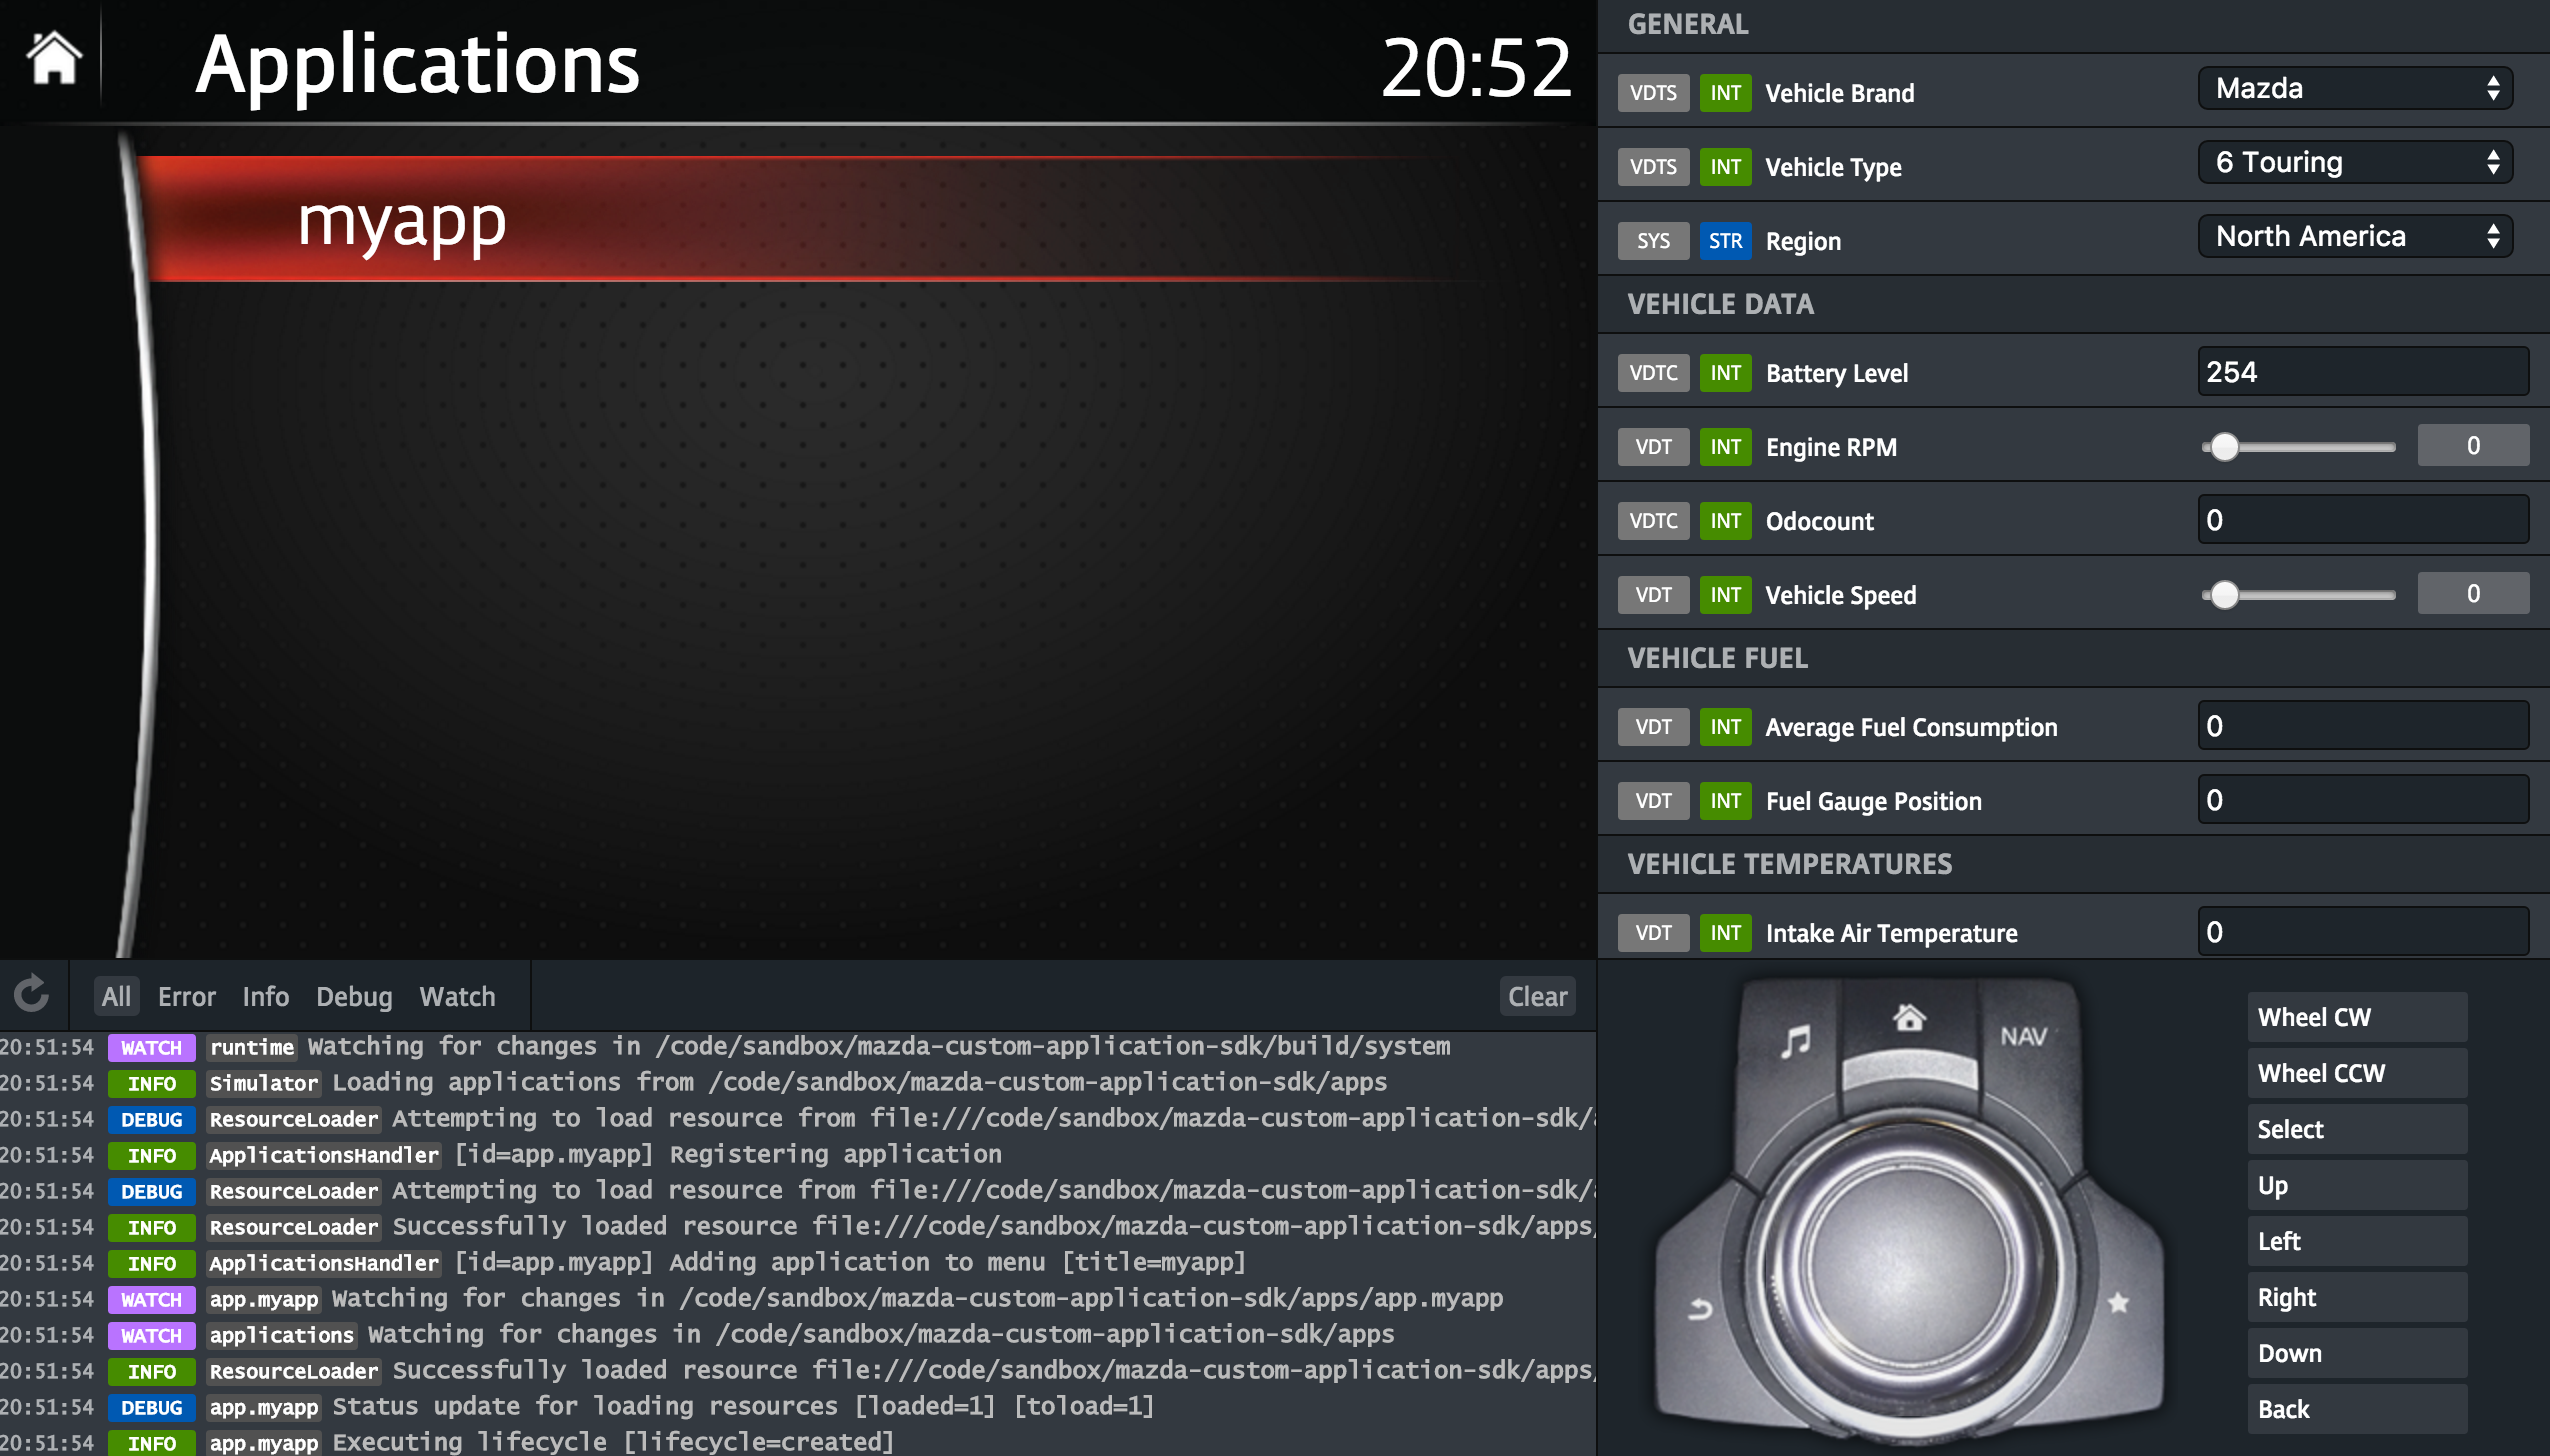 Applications
20:52
myapp
GENERAL
VDTS INT Vehicle Brand Mazda
VDTS INT Vehicle Type 6 Touring
SYS STR Region North America
VEHICLE DATA
VDTC INT Battery Level 254
VDT INT Engine RPM 0
VDTC INT Odocount 0
VDT INT Vehicle Speed 0
VEHICLE FUEL
VDT INT Average Fuel Consumption 0
VDT INT Fuel Gauge Position 0
VEHICLE TEMPERATURES
VDT INT Intake Air Temperature 0
All Error Info Debug Watch Clear
20:51:54 WATCH runtime Watching for changes in /code/sandbox/mazda-custom-application-sdk/build/system
20:51:54 INFO Simulator Loading applications from /code/sandbox/mazda-custom-application-sdk/apps
20:51:54 DEBUG ResourceLoader Attempting to load resource from file:///code/sandbox/mazda-custom-application-sdk/
20:51:54 INFO ApplicationsHandler [id=app.myapp] Registering application
20:51:54 DEBUG ResourceLoader Attempting to load resource from file:///code/sandbox/mazda-custom-application-sdk/
20:51:54 INFO ResourceLoader Successfully loaded resource file:///code/sandbox/mazda-custom-application-sdk/apps/
20:51:54 INFO ApplicationsHandler [id=app.myapp] Adding application to menu [title=myapp]
20:51:54 WATCH app.myapp Watching for changes in /code/sandbox/mazda-custom-application-sdk/apps/app.myapp
20:51:54 WATCH applications Watching for changes in /code/sandbox/mazda-custom-application-sdk/apps
20:51:54 INFO ResourceLoader Successfully loaded resource file:///code/sandbox/mazda-custom-application-sdk/apps/
20:51:54 DEBUG app.myapp Status update for loading resources [loaded=1] [toload=1]
20:51:54 INFO app.myapp Executing lifecycle [lifecycle=created]
NAV
Wheel CW
Wheel CCW
Select
Up
Left
Right
Down
Back